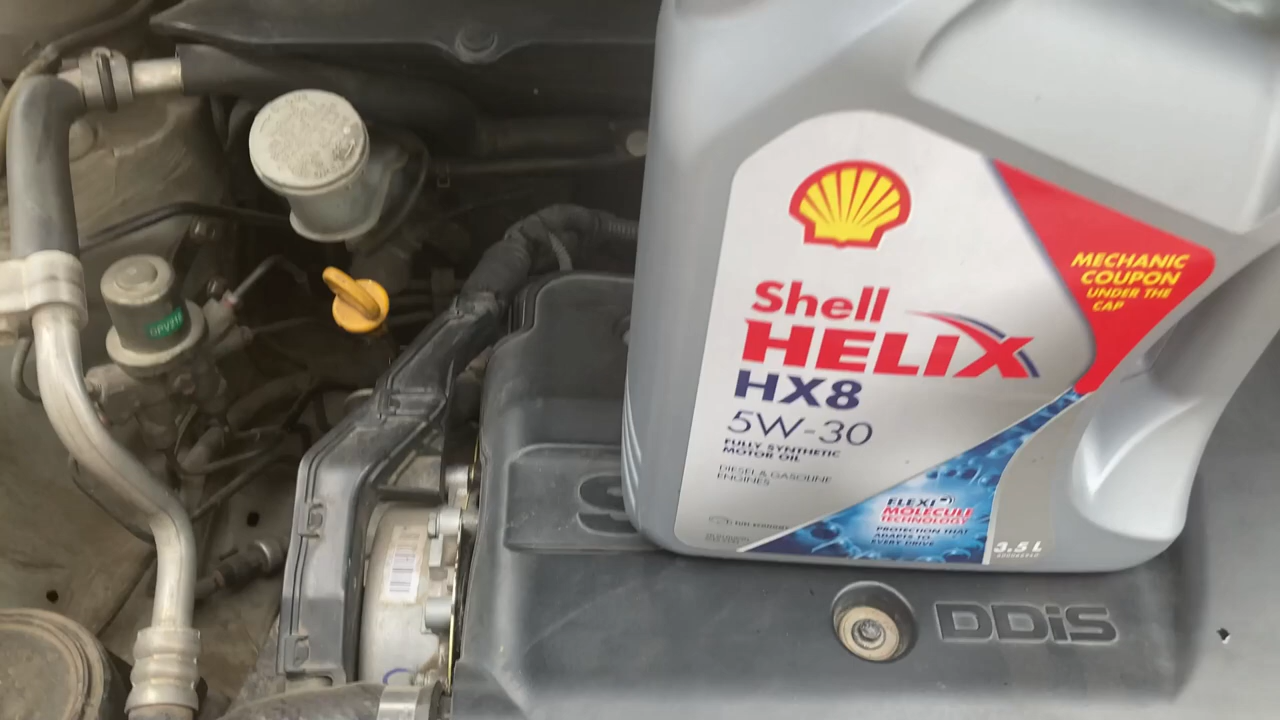 Shell
HELIX
HX8
5W-30
FULLY SYNTHETIC
MOTOR OIL
DIESEL & GASOLINE
ENGINES
FLEXI
MOLECULE
TECHNOLOGY
PROTECTION THAT
ADAPTS TO
EVERY DRIVE
3.5 L
MECHANIC
COUPON
UNDER THE
CAP
S
DDiS